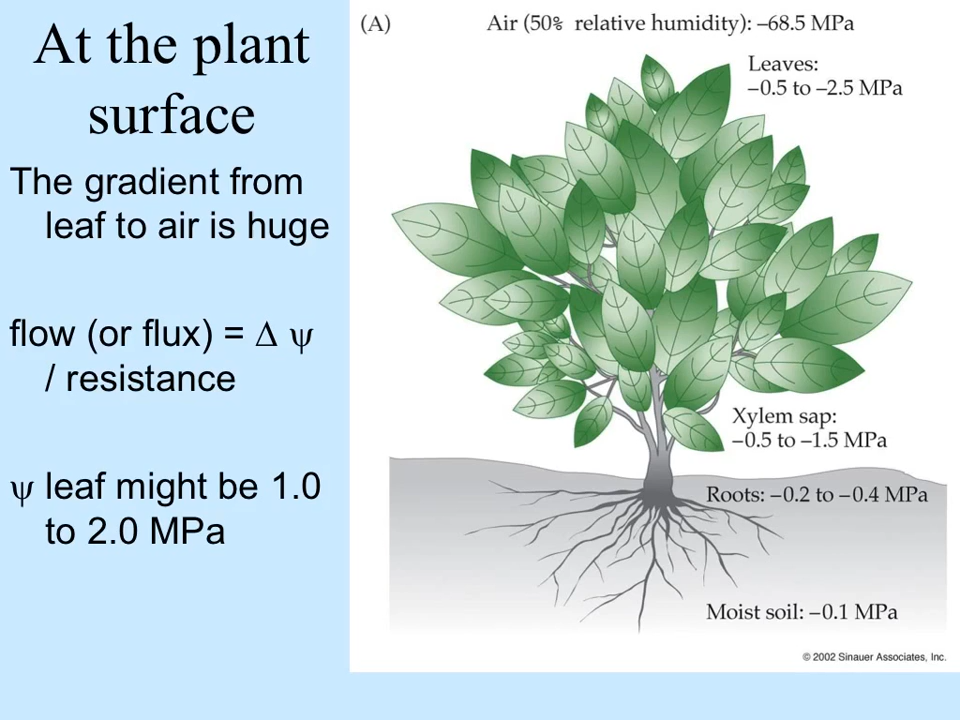 At the plant
surface
The gradient from
leaf to air is huge
flow (or flux) = Δ ψ
/ resistance
ψ leaf might be 1.0
to 2.0 MPa
(A)
Air (50% relative humidity): –68.5 MPa
Leaves:
–0.5 to –2.5 MPa
Xylem sap:
–0.5 to –1.5 MPa
Roots: –0.2 to –0.4 MPa
Moist soil: –0.1 MPa
© 2002 Sinauer Associates, Inc.